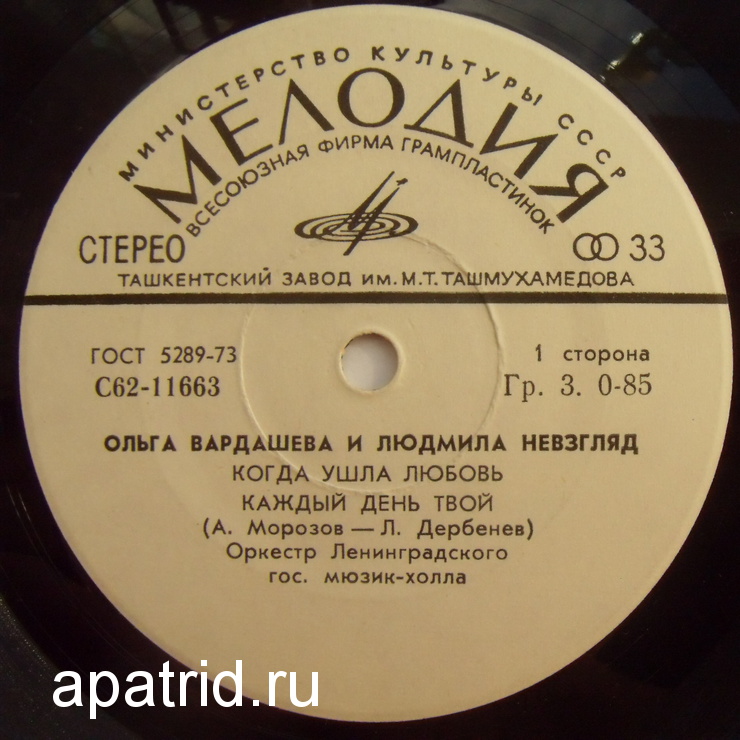 МИНИСТЕРСТВО КУЛЬТУРЫ СССР
МЕЛОДИЯ
ВСЕСОЮЗНАЯ ФИРМА ГРАМПЛАСТИНОК
СТЕРЕО 33
ТАШКЕНТСКИЙ ЗАВОД ИМ. М.Т. ТАШМУХАМЕДОВА
ГОСТ 5289-73 1 сторона
С62-11663 Гр. 3. 0-85
ОЛЬГА ВАРДАШЕВА И ЛЮДМИЛА НЕВЗГЛЯД
КОГДА УШЛА ЛЮБОВЬ
КАЖДЫЙ ДЕНЬ ТВОЙ
(А. Морозов — Л. Дербенев)
Оркестр Ленинградского
гос. мюзик-холла
apatrid.ru